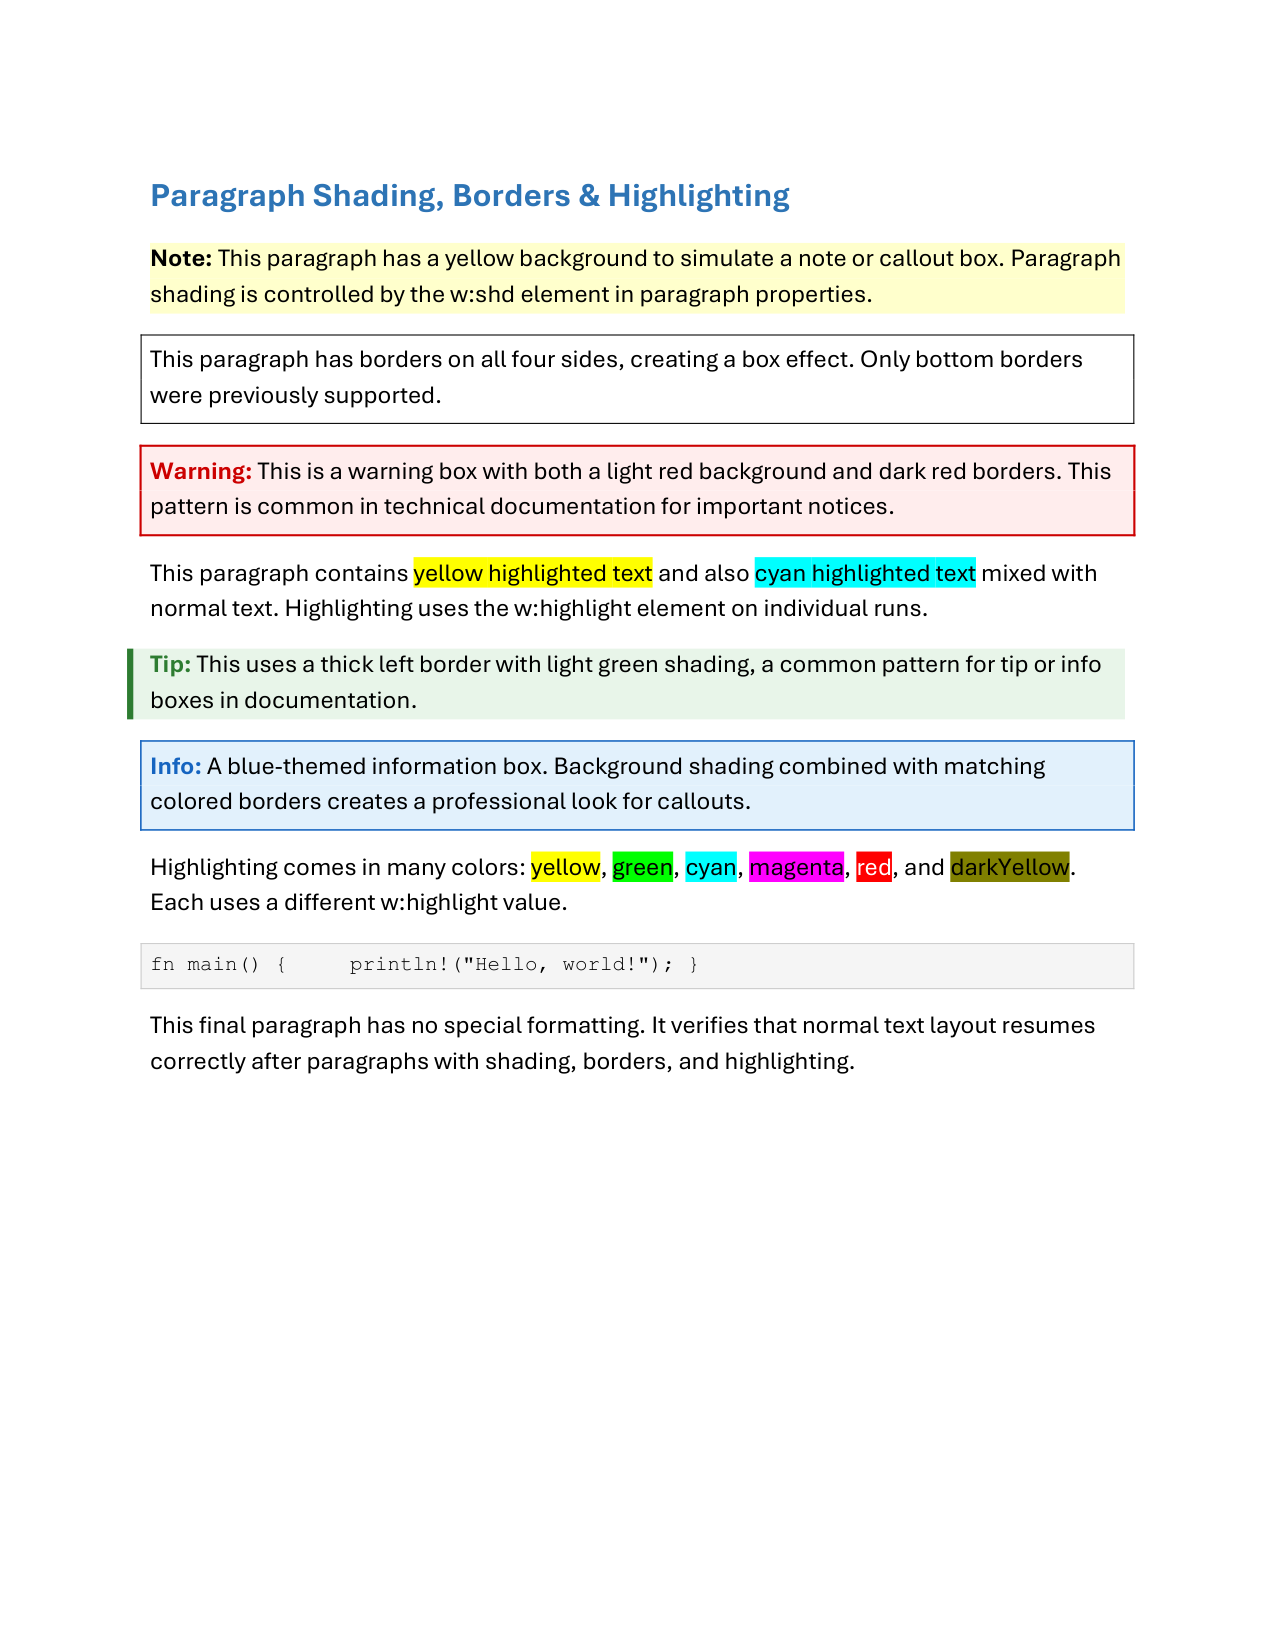 Paragraph Shading, Borders & Highlighting
Note: This paragraph has a yellow background to simulate a note or callout box. Paragraph
shading is controlled by the w:shd element in paragraph properties.
This paragraph has borders on all four sides, creating a box effect. Only bottom borders
were previously supported.
Warning: This is a warning box with both a light red background and dark red borders. This
pattern is common in technical documentation for important notices.
This paragraph contains yellow highlighted text and also cyan highlighted text mixed with
normal text. Highlighting uses the w:highlight element on individual runs.
Tip: This uses a thick left border with light green shading, a common pattern for tip or info
boxes in documentation.
Info: A blue-themed information box. Background shading combined with matching
colored borders creates a professional look for callouts.
Highlighting comes in many colors: yellow, green, cyan, magenta, red, and darkYellow.
Each uses a different w:highlight value.
fn main() {     println!("Hello, world!"); }
This final paragraph has no special formatting. It verifies that normal text layout resumes
correctly after paragraphs with shading, borders, and highlighting.